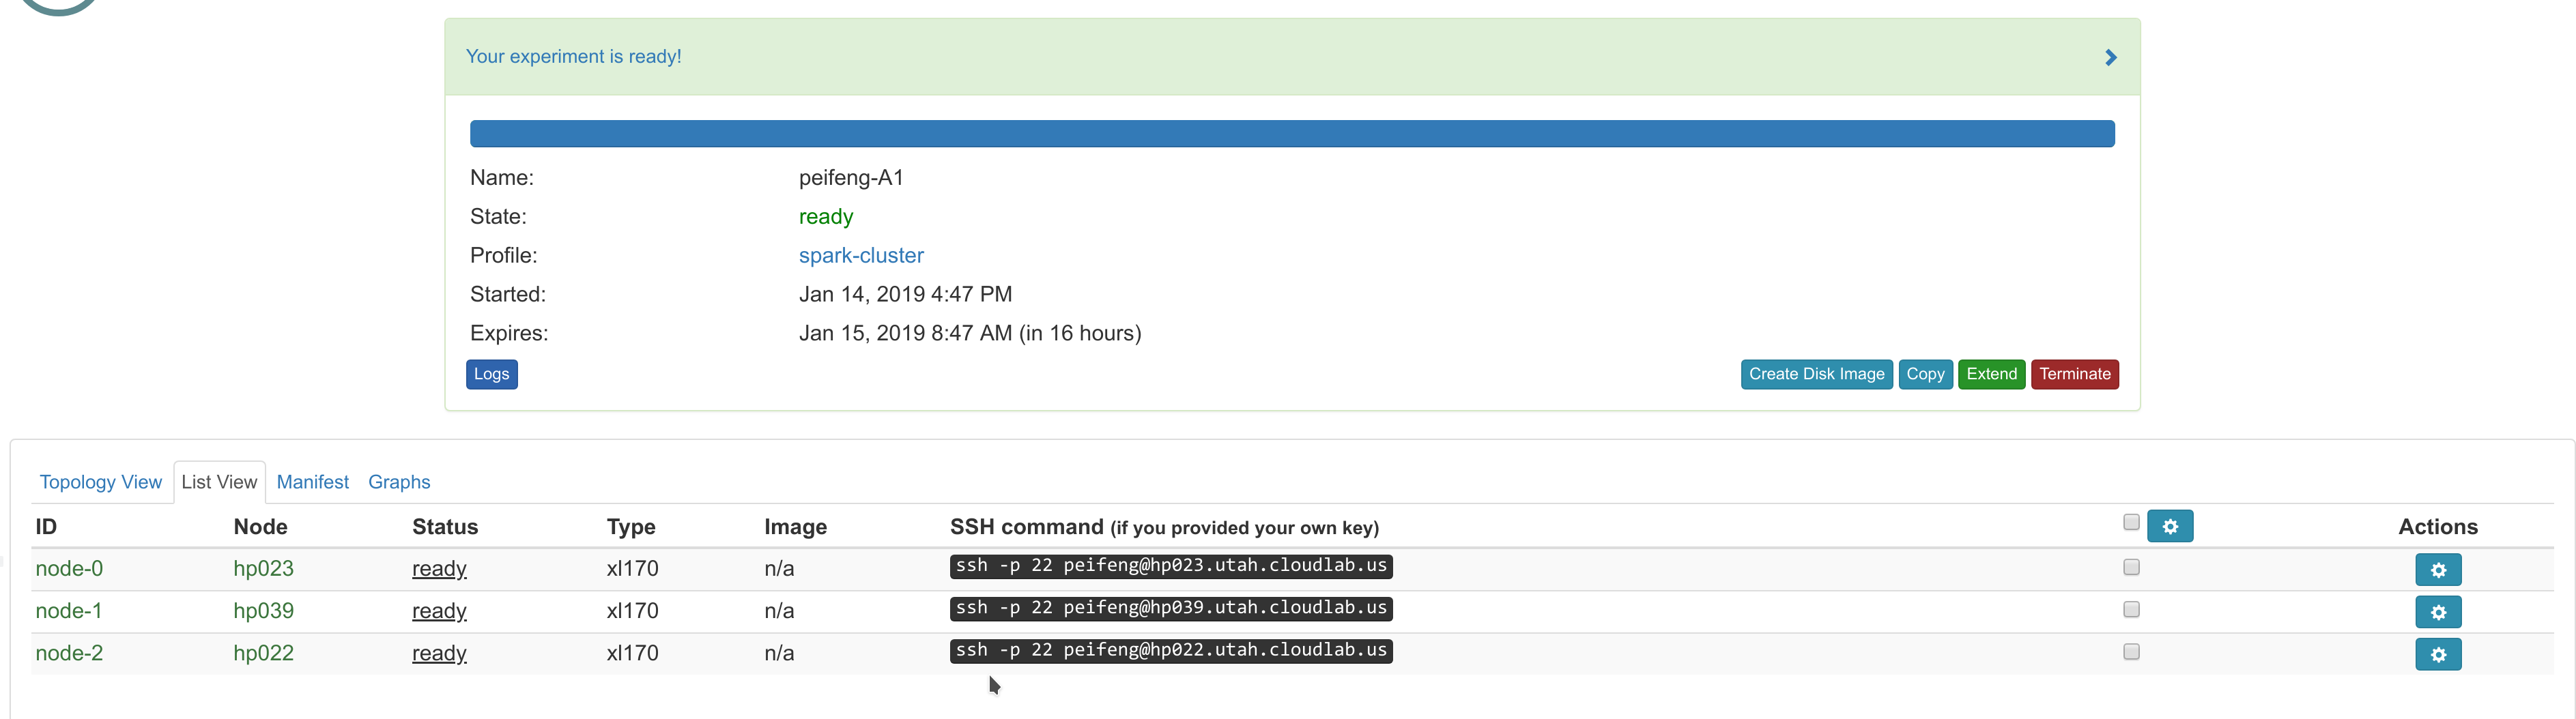 Your experiment is ready!
Name: peifeng-A1
State: ready
Profile: spark-cluster
Started: Jan 14, 2019 4:47 PM
Expires: Jan 15, 2019 8:47 AM (in 16 hours)
Logs Create Disk Image Copy Extend Terminate
Topology View List View Manifest Graphs
ID Node Status Type Image SSH command (if you provided your own key) Actions
node-0 hp023 ready xl170 n/a ssh -p 22 peifeng@hp023.utah.cloudlab.us
node-1 hp039 ready xl170 n/a ssh -p 22 peifeng@hp039.utah.cloudlab.us
node-2 hp022 ready xl170 n/a ssh -p 22 peifeng@hp022.utah.cloudlab.us